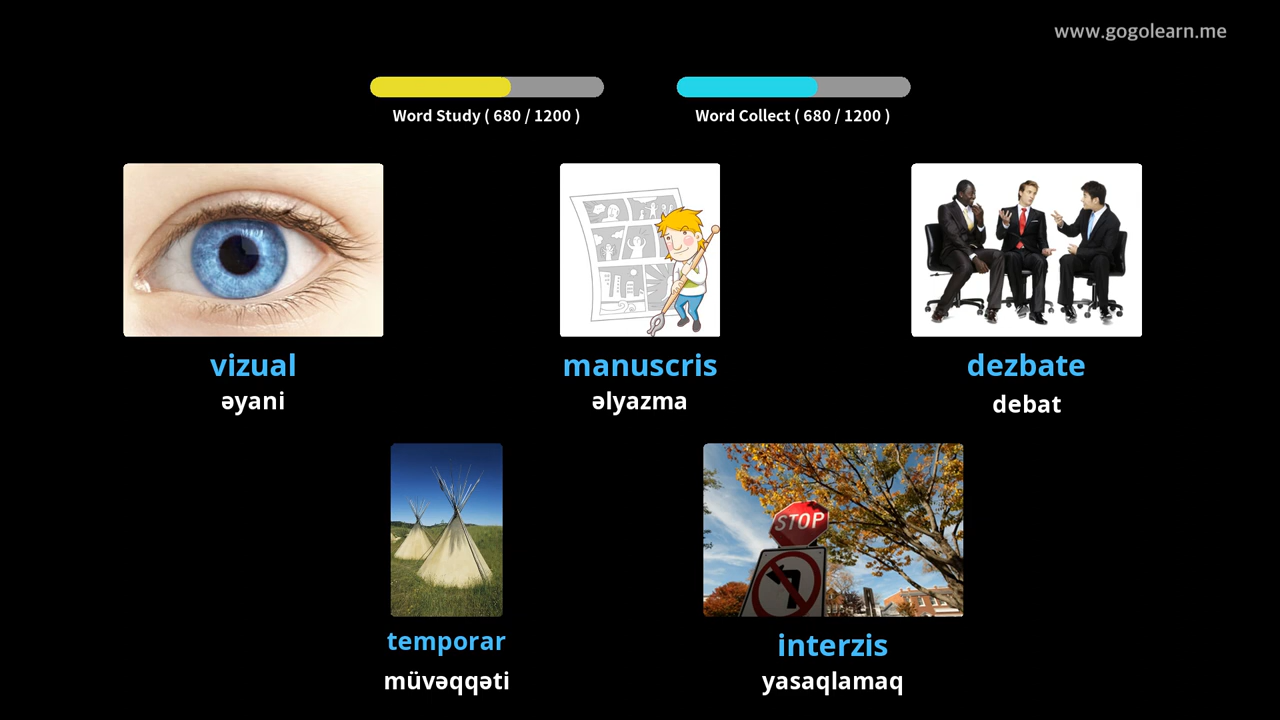 www.gogolearn.me
Word Study ( 680 / 1200 )
Word Collect ( 680 / 1200 )
vizual
manuscris
dezbate
əyani
əlyazma
debat
STOP
temporar
interzis
müvəqqəti
yasaqlamaq